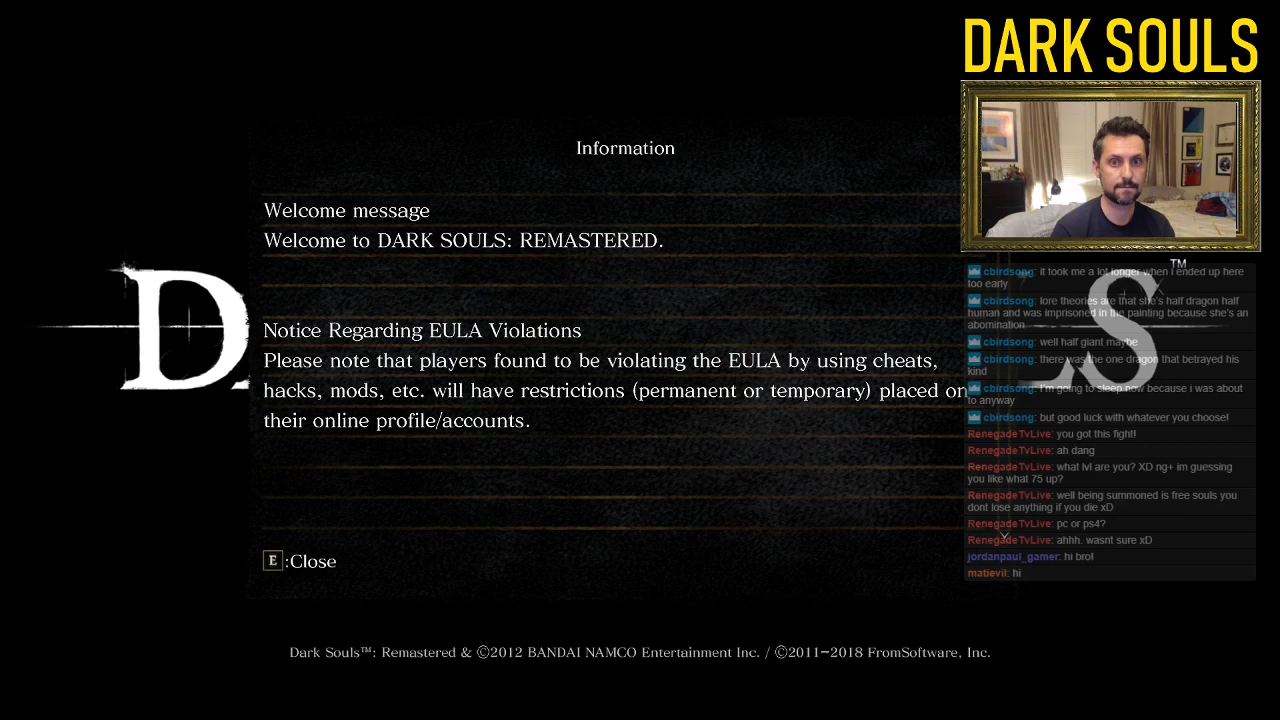 DARK SOULS
Information
Welcome message
Welcome to DARK SOULS: REMASTERED.
Notice Regarding EULA Violations
Please note that players found to be violating the EULA by using cheats,
hacks, mods, etc. will have restrictions (permanent or temporary) placed on
their online profile/accounts.
E:Close
D
S
™
cbirdsong: it took me a lot longer when I ended up here
too early
cbirdsong: lore theories are that she's half dragon half
human and was imprisoned in the painting because she's an
abomination
cbirdsong: well half giant maybe
cbirdsong: there was the one dragon that betrayed his
kind
cbirdsong: I'm going to sleep now because i was about
to anyway
cbirdsong: but good luck with whatever you choose!
RenegadeTvLive: you got this fight!
RenegadeTvLive: ah dang
RenegadeTvLive: what lvl are you? XD ng+ im guessing
you like what 75 up?
RenegadeTvLive: well being summoned is free souls you
dont lose anything if you die xD
RenegadeTvLive: pc or ps4?
RenegadeTvLive: ahhh. wasnt sure xD
jordanpaul_gamer: hi bro!
matievil: hi
Dark Souls™: Remastered & ©2012 BANDAI NAMCO Entertainment Inc. / ©2011-2018 FromSoftware, Inc.